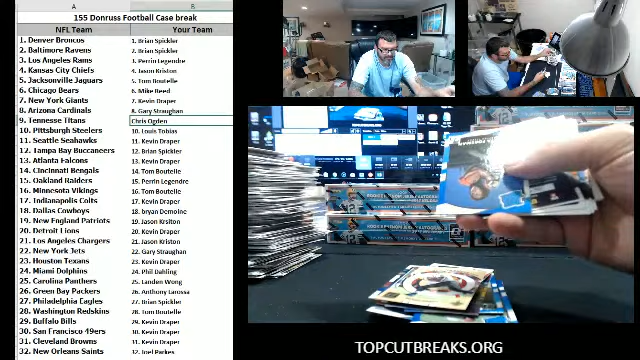 A B
155 Donruss Football Case break
NFL Team Your Team
1. Denver Broncos 1. Brian Spickler
2. Baltimore Ravens 2. Brian Spickler
3. Los Angeles Rams 3. Perrin Legendre
4. Kansas City Chiefs 4. Jason Kriston
5. Jacksonville Jaguars 5. Tom Boutelle
6. Chicago Bears 6. Mike Reed
7. New York Giants 7. Kevin Draper
8. Arizona Cardinals 8. Gary Straughan
9. Tennesse Titans Chris Ogden
10. Pittsburgh Steelers 10. Louis Tobias
11. Seattle Seahawks 11. Kevin Draper
12. Tampa Bay Buccaneers 12. Brian Spickler
13. Atlanta Falcons 13. Kevin Draper
14. Cincinnati Bengals 14. Tom Boutelle
15. Oakland Raiders 15. Perrin Legendre
16. Minnesota Vikings 16. Tom Boutelle
17. Indianapolis Colts 17. Kevin Draper
18. Dallas Cowboys 18. bryan Demoine
19. New England Patriots 19. Jason Kriston
20. Detroit Lions 20. Kevin Draper
21. Los Angeles Chargers 21. Jason Kriston
22. New York Jets 22. Gary Straughan
23. Houston Texans 23. Kevin Draper
24. Miami Dolphins 24. Phil Dahling
25. Carolina Panthers 25. Landen Wong
26. Green Bay Packers 26. Anthony Larossa
27. Philadelphia Eagles 27. Brian Spickler
28. Washington Redskins 28. Tom Boutelle
29. Buffalo Bills 29. Kevin Draper
30. San Francisco 49ers 30. Kevin Draper
31. Cleveland Browns 31. Kevin Draper
32. New Orleans Saints 32. Joel Parkes
TOPCUTBREAKS.ORG